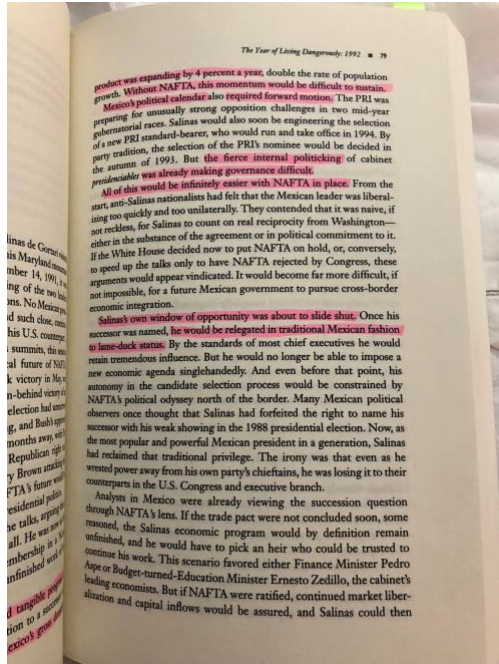 The Year of Living Dangerously: 1992 ■ 79
product was expanding by 4 percent a year, double the rate of population
growth. Without NAFTA, this momentum would be difficult to sustain.
Mexico's political calendar also required forward motion. The PRI was
preparing for unusually strong opposition challenges in two mid-year
gubernatorial races. Salinas would also soon be engineering the selection
of a new PRI standard-bearer, who would run and take office in 1994. By
party tradition, the selection of the PRI's nominee would be decided in
the autumn of 1993. But the fierce internal politicking of cabinet
presidenciables was already making governance difficult.
All of this would be infinitely easier with NAFTA in place. From the
start, anti-Salinas nationalists had felt that the Mexican leader was liberal-
izing too quickly and too unilaterally. They contended that it was naive, if
not reckless, for Salinas to count on real reciprocity from Washington—
either in the substance of the agreement or in political commitment to it.
If the White House decided now to put NAFTA on hold, or, conversely,
to speed up the talks only to have NAFTA rejected by Congress, these
arguments would appear vindicated. It would become far more difficult, if
not impossible, for a future Mexican government to pursue cross-border
economic integration.
Salinas's own window of opportunity was about to slide shut. Once his
successor was named, he would be relegated in traditional Mexican fashion
to lame-duck status. By the standards of most chief executives he would
retain tremendous influence. But he would no longer be able to impose a
new economic agenda singlehandedly. And even before that point, his
autonomy in the candidate selection process would be constrained by
NAFTA's political odyssey north of the border. Many Mexican political
observers once thought that Salinas had forfeited the right to name his
successor with his weak showing in the 1988 presidential election. Now, as
the most popular and powerful Mexican president in a generation, Salinas
had reclaimed that traditional privilege. The irony was that even as he
wrested power away from his own party's chieftains, he was losing it to their
counterparts in the U.S. Congress and executive branch.
Analysts in Mexico were already viewing the succession question
through NAFTA's lens. If the trade pact were not concluded soon, some
reasoned, the Salinas economic program would by definition remain
unfinished, and he would have to pick an heir who could be trusted to
continue his work. This scenario favored either Finance Minister Pedro
Aspe or Budget-turned-Education Minister Ernesto Zedillo, the cabinet's
leading economists. But if NAFTA were ratified, continued market liber-
alization and capital inflows would be assured, and Salinas could then